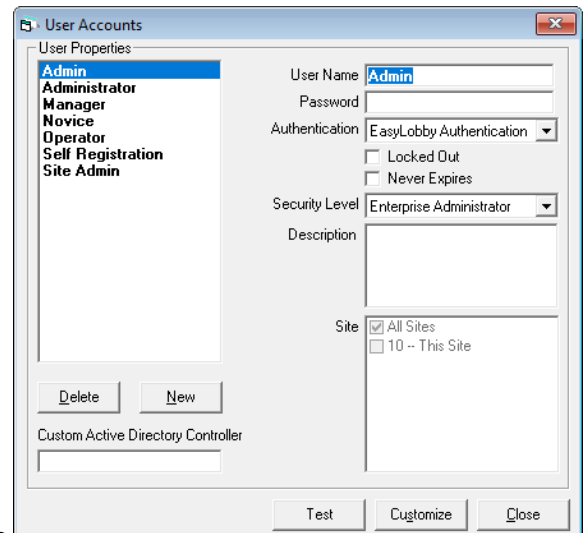 User Accounts
User Properties
Admin
Administrator
Manager
Novice
Operator
Self Registration
Site Admin
User Name Admin
Password
Authentication EasyLobby Authentication
Locked Out
Never Expires
Security Level Enterprise Administrator
Description
Site All Sites
10 -- This Site
Delete New
Custom Active Directory Controller
Test Customize Close